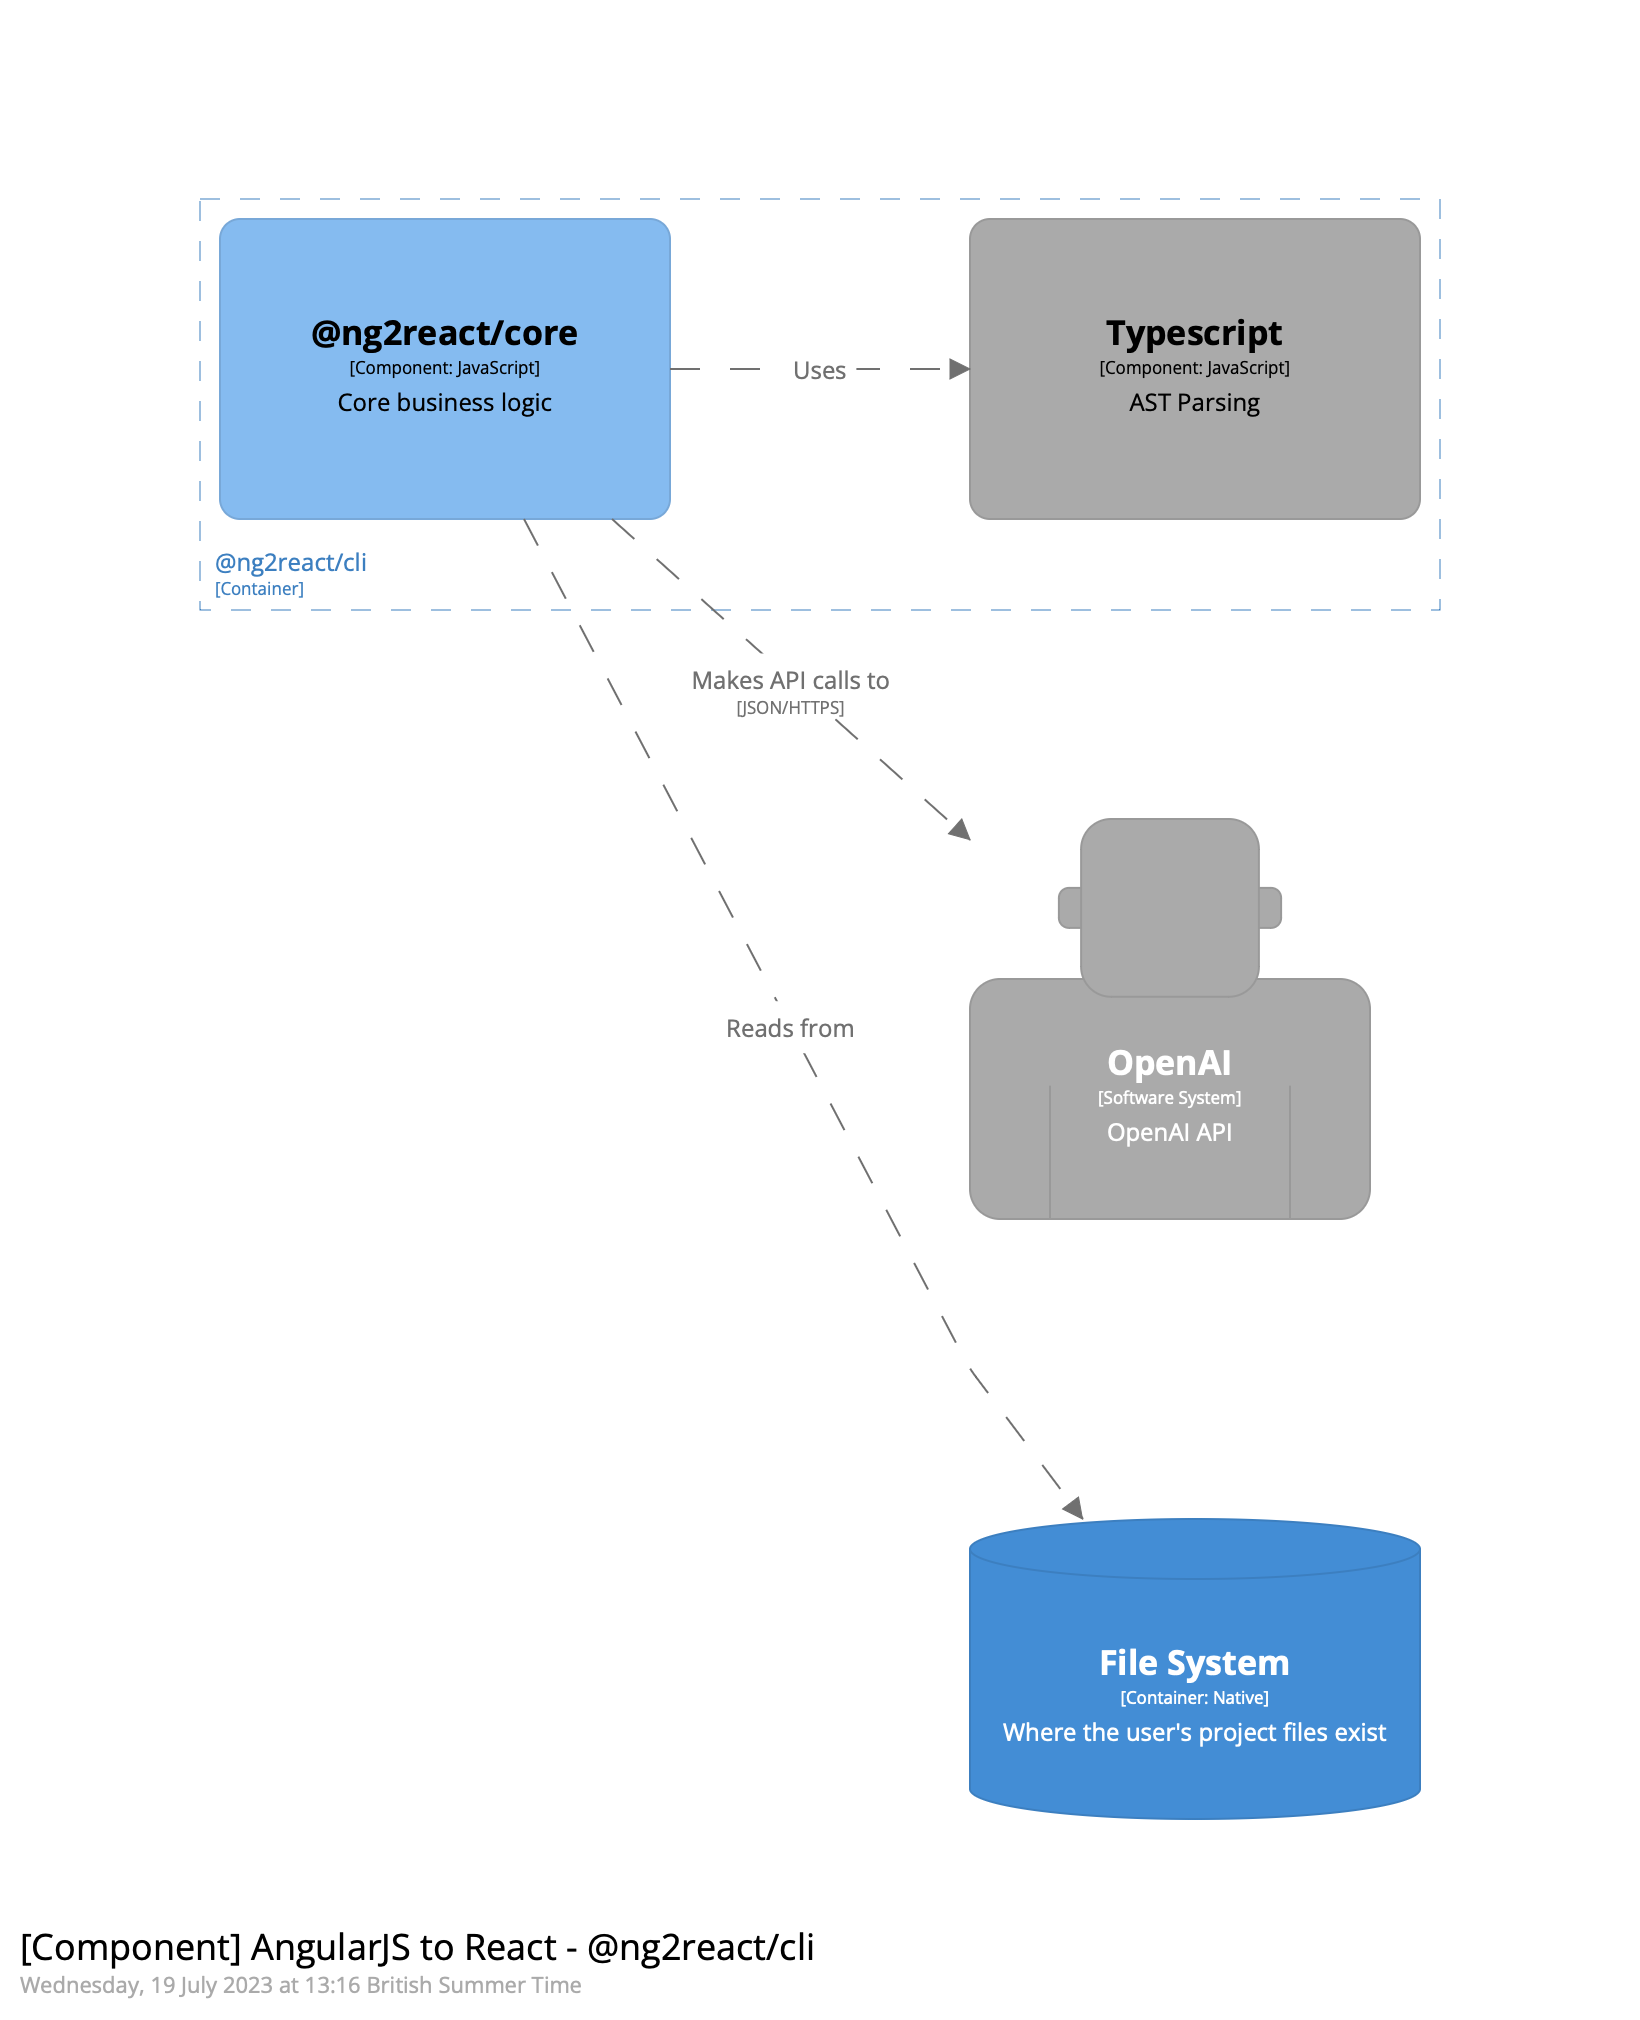 @ng2react/core
[Component: JavaScript]
Core business logic
Uses
Typescript
[Component: JavaScript]
AST Parsing
@ng2react/cli
[Container]
Makes API calls to
[JSON/HTTPS]
Reads from
OpenAI
[Software System]
OpenAI API
File System
[Container: Native]
Where the user's project files exist
[Component] AngularJS to React - @ng2react/cli
Wednesday, 19 July 2023 at 13:16 British Summer Time